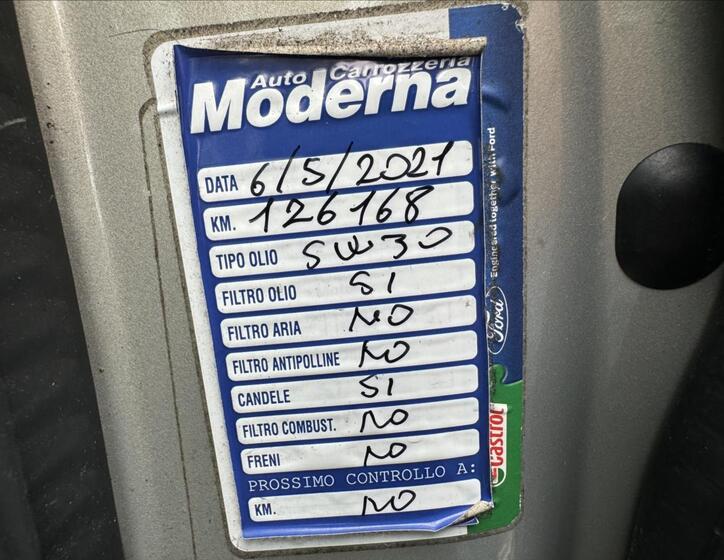 Auto Carrozzeria
Moderna
DATA 6/5/2021
KM. 126168
TIPO OLIO 5W30
FILTRO OLIO SI
FILTRO ARIA NO
FILTRO ANTIPOLLINE NO
CANDELE SI
FILTRO COMBUST. NO
FRENI NO
PROSSIMO CONTROLLO A:
KM. NO
Ford Engineered together with Ford
Castrol